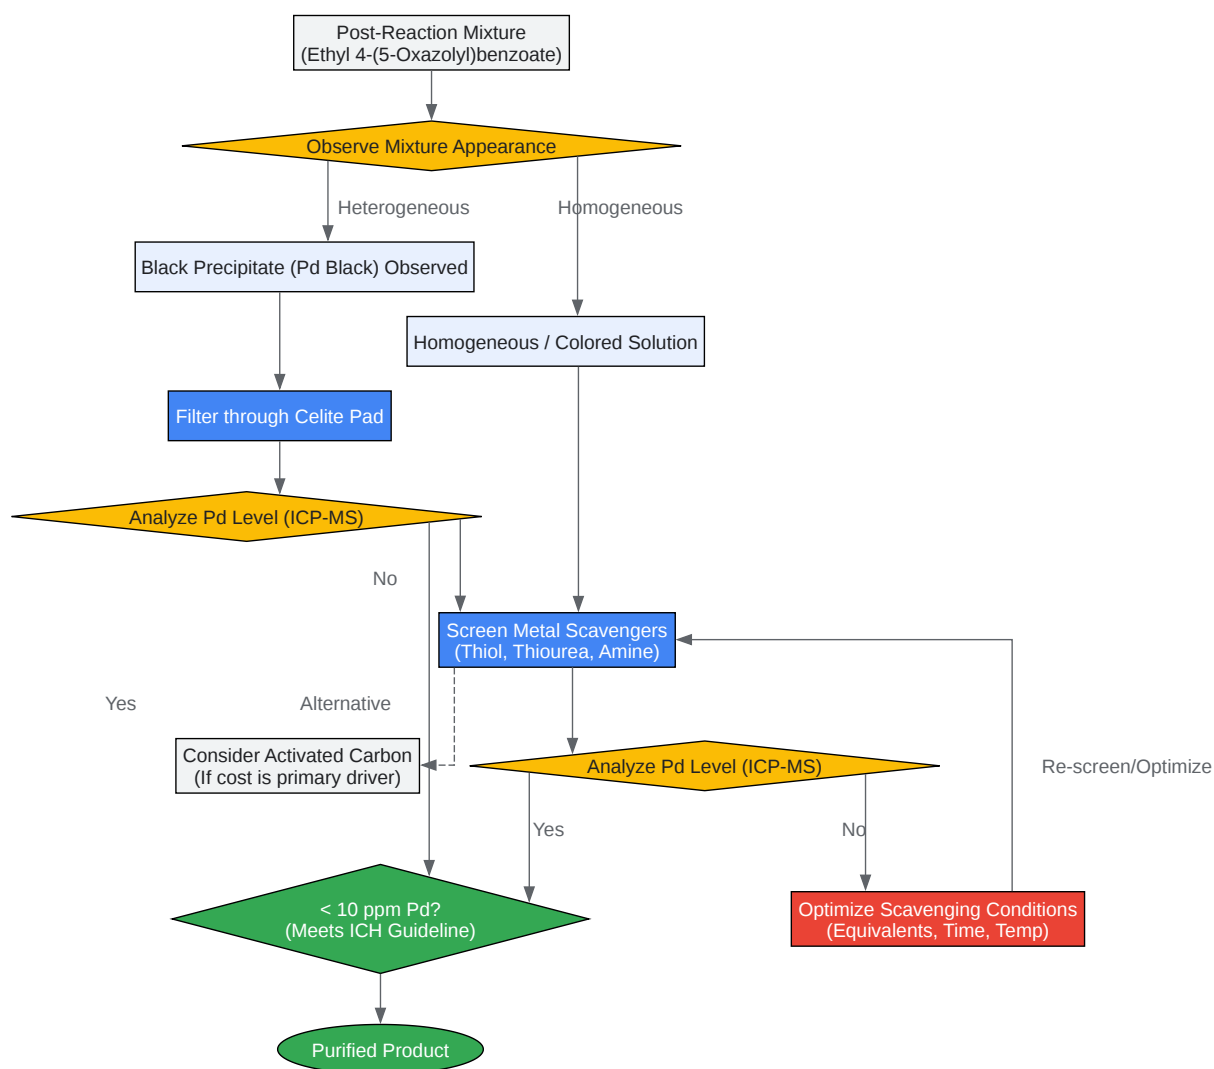 Post-Reaction Mixture
(Ethyl 4-(5-Oxazolyl)benzoate)
Observe Mixture Appearance
Heterogeneous
Homogeneous
Black Precipitate (Pd Black) Observed
Homogeneous / Colored Solution
Filter through Celite Pad
Analyze Pd Level (ICP-MS)
No
Screen Metal Scavengers
(Thiol, Thiourea, Amine)
Yes
Alternative
Consider Activated Carbon
(If cost is primary driver)
Analyze Pd Level (ICP-MS)
Re-screen/Optimize
Yes
No
< 10 ppm Pd?
(Meets ICH Guideline)
Optimize Scavenging Conditions
(Equivalents, Time, Temp)
Purified Product